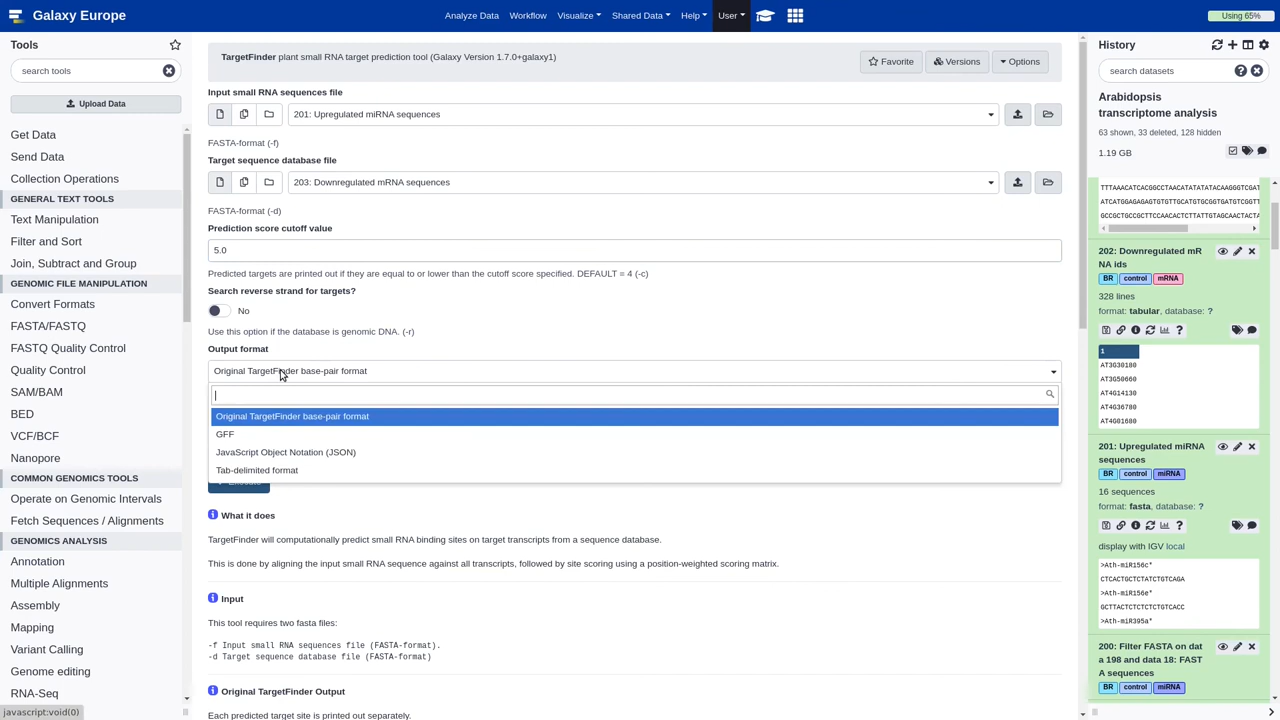 Galaxy Europe
Analyze Data
Workflow
Visualize
Shared Data
Help
User
Using 65%
Tools
search tools
Upload Data
Get Data
Send Data
Collection Operations
GENERAL TEXT TOOLS
Text Manipulation
Filter and Sort
Join, Subtract and Group
GENOMIC FILE MANIPULATION
Convert Formats
FASTA/FASTQ
FASTQ Quality Control
Quality Control
SAM/BAM
BED
VCF/BCF
Nanopore
COMMON GENOMICS TOOLS
Operate on Genomic Intervals
Fetch Sequences / Alignments
GENOMICS ANALYSIS
Annotation
Multiple Alignments
Assembly
Mapping
Variant Calling
Genome editing
RNA-Seq
javascript:void(0)
TargetFinder plant small RNA target prediction tool (Galaxy Version 1.7.0+galaxy1)
Favorite
Versions
Options
Input small RNA sequences file
201: Upregulated miRNA sequences
FASTA-format (-f)
Target sequence database file
203: Downregulated mRNA sequences
FASTA-format (-d)
Prediction score cutoff value
5.0
Predicted targets are printed out if they are equal to or lower than the cutoff score specified. DEFAULT = 4 (-c)
Search reverse strand for targets?
No
Use this option if the database is genomic DNA. (-r)
Output format
Original TargetFinder base-pair format
Original TargetFinder base-pair format
GFF
JavaScript Object Notation (JSON)
Tab-delimited format
What it does
TargetFinder will computationally predict small RNA binding sites on target transcripts from a sequence database.
This is done by aligning the input small RNA sequence against all transcripts, followed by site scoring using a position-weighted scoring matrix.
Input
This tool requires two fasta files:
-f Input small RNA sequences file (FASTA-format).
-d Target sequence database file (FASTA-format)
Original TargetFinder Output
Each predicted target site is printed out separately.
History
search datasets
Arabidopsis
transcriptome analysis
63 shown, 33 deleted, 128 hidden
1.19 GB
TTTAAACATCACGGCCTAACATATATATACAAGGGTCGAT
ATCATGGAGAGAGTGTGTTGCATGTGCGGTGATGTCGGTT
GCCGCTGCCGCTTCCAACACTCTTATTGTAGCAACTACTA
202: Downregulated mR
NA ids
BR
control
mRNA
328 lines
format: tabular, database: ?
1
AT3G30180
AT3G50660
AT4G14130
AT4G36780
AT4G01680
201: Upregulated miRNA
sequences
BR
control
miRNA
16 sequences
format: fasta, database: ?
display with IGV local
>Ath-miR156c*
CTCACTGCTCTATCTGTCAGA
>Ath-miR156e*
GCTTACTCTCTCTCTGTCACC
>Ath-miR395a*
200: Filter FASTA on dat
a 198 and data 18: FAST
A sequences
BR
control
miRNA